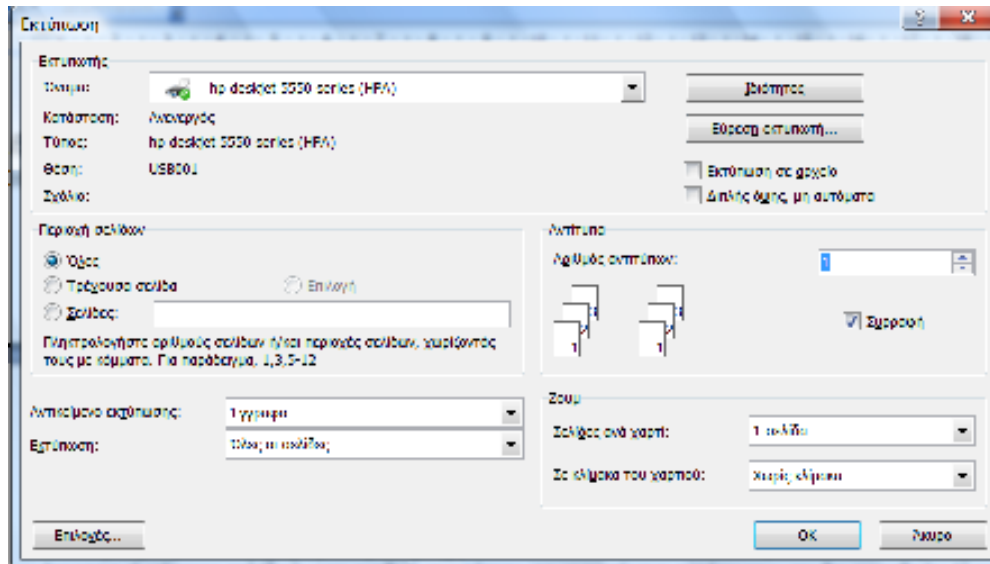 Εκτύπωση
Εκτυπωτής
Όνομα: hp deskjet 5550 series (HPA)
Ιδιότητες
Κατάσταση: Ανενεργός
Εύρεση εκτυπωτή...
Τύπος: hp deskjet 5550 series (HPA)
Θέση: USB001
Εκτύπωση σε αρχείο
Σχόλιο:
Διπλής όψης, μη αυτόματα
Περιοχή σελίδων
Όλες
Τρέχουσα σελίδα
Επιλογή
Σελίδες:
Πληκτρολογήστε αριθμούς σελίδων ή/και περιοχές σελίδων, χωρίζοντάς
τους με κόμματα. Για παράδειγμα, 1,3,5-12
Αντίτυπα
Αριθμός αντιτύπων: 1
1 1
Συρραφή
Αντικείμενο εκτύπωσης: Έγγραφο
Εκτύπωση: Όλες οι σελίδες
Ζουμ
Σελίδες ανά χαρτί: 1 σελίδα
Σε κλίμακα του χαρτιού: Χωρίς κλίμακα
Επιλογές...
OK
Άκυρο